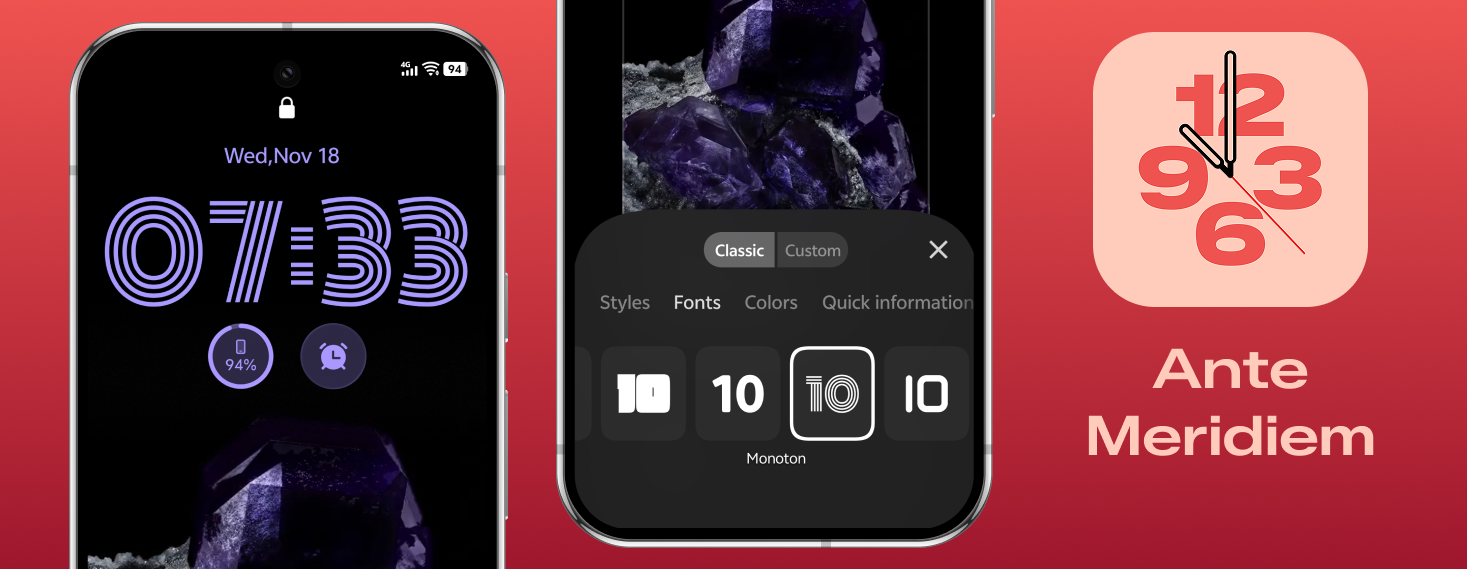 4G 94
Wed,Nov 18
07:33
94%
Classic Custom
Styles Fonts Colors Quick information
10 10 10 10
Monoton
12
9 3
6
Ante
Meridiem